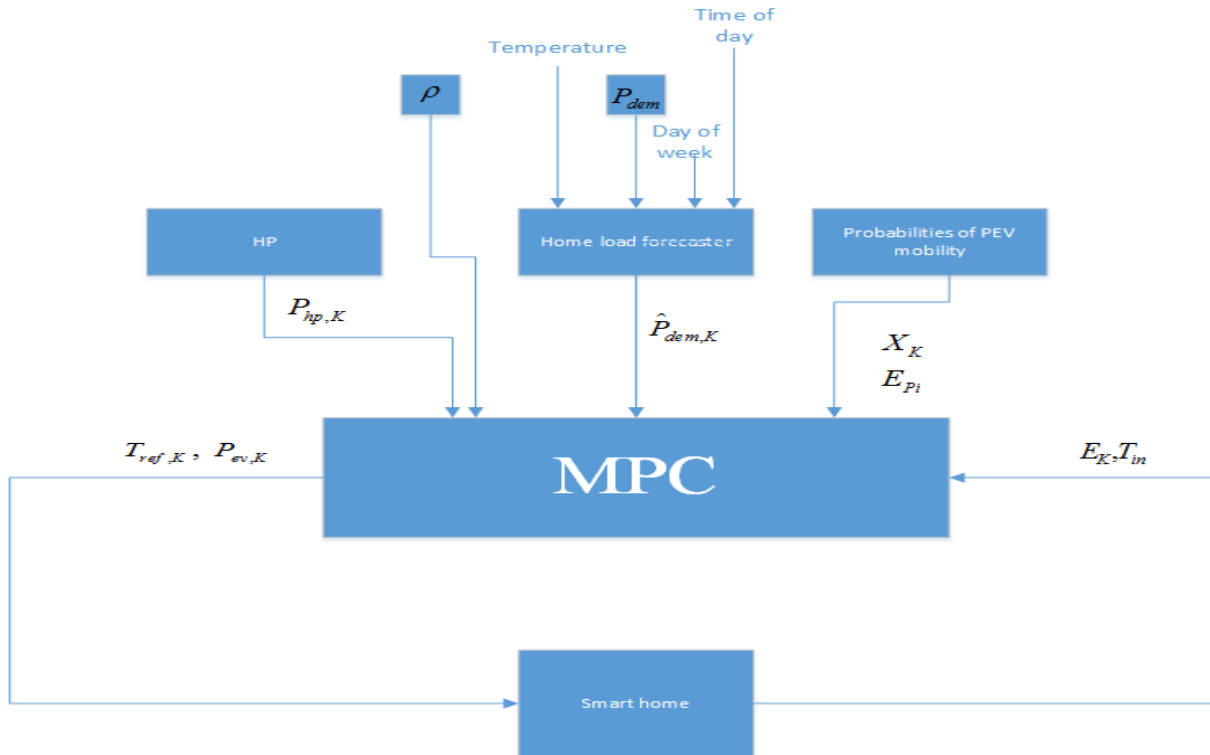 Time of
day
Temperature
ρ
P_dem
Day of
week
HP
Home load forecaster
Probabilities of PEV
mobility
P_hp,K
P̂_dem,K
X_K
E_Pi
T_ref,K , P_ev,K
MPC
E_K,T_in
Smart home